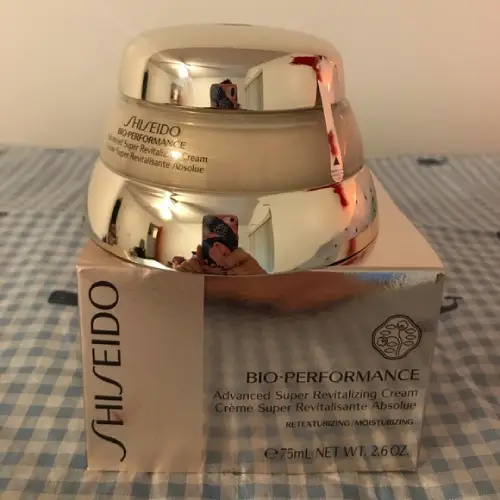 SHISEIDO
BIO-PERFORMANCE
Advanced Super Revitalizing Cream
Crème Super Revitalisante Absolue
SHISEIDO
BIO-PERFORMANCE
Advanced Super Revitalizing Cream
Crème Super Revitalisante Absolue
RETEXTURIZING/MOISTURIZING
℮75mL NET WT. 2.6 OZ.